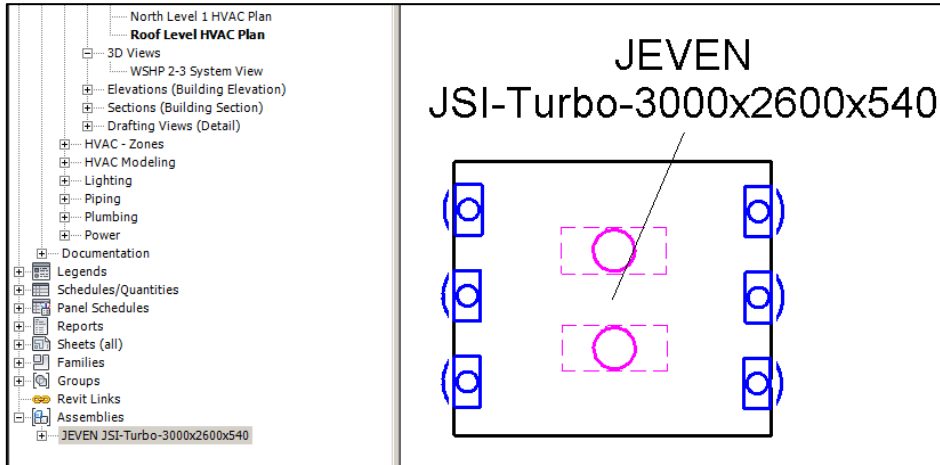 North Level 1 HVAC Plan
Roof Level HVAC Plan
3D Views
WSHP 2-3 System View
Elevations (Building Elevation)
Sections (Building Section)
Drafting Views (Detail)
HVAC - Zones
HVAC Modeling
Lighting
Piping
Plumbing
Power
Documentation
Legends
Schedules/Quantities
Panel Schedules
Reports
Sheets (all)
Families
Groups
Revit Links
Assemblies
JEVEN JSI-Turbo-3000x2600x540
JEVEN
JSI-Turbo-3000x2600x540